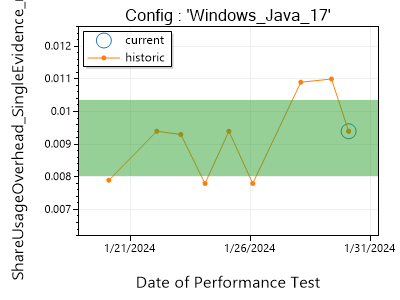 Config : 'Windows_Java_17'
current
historic
0.012
0.011
0.01
0.009
0.008
0.007
ShareUsageOverhead_SingleEvidence_
1/21/2024
1/26/2024
1/31/2024
Date of Performance Test